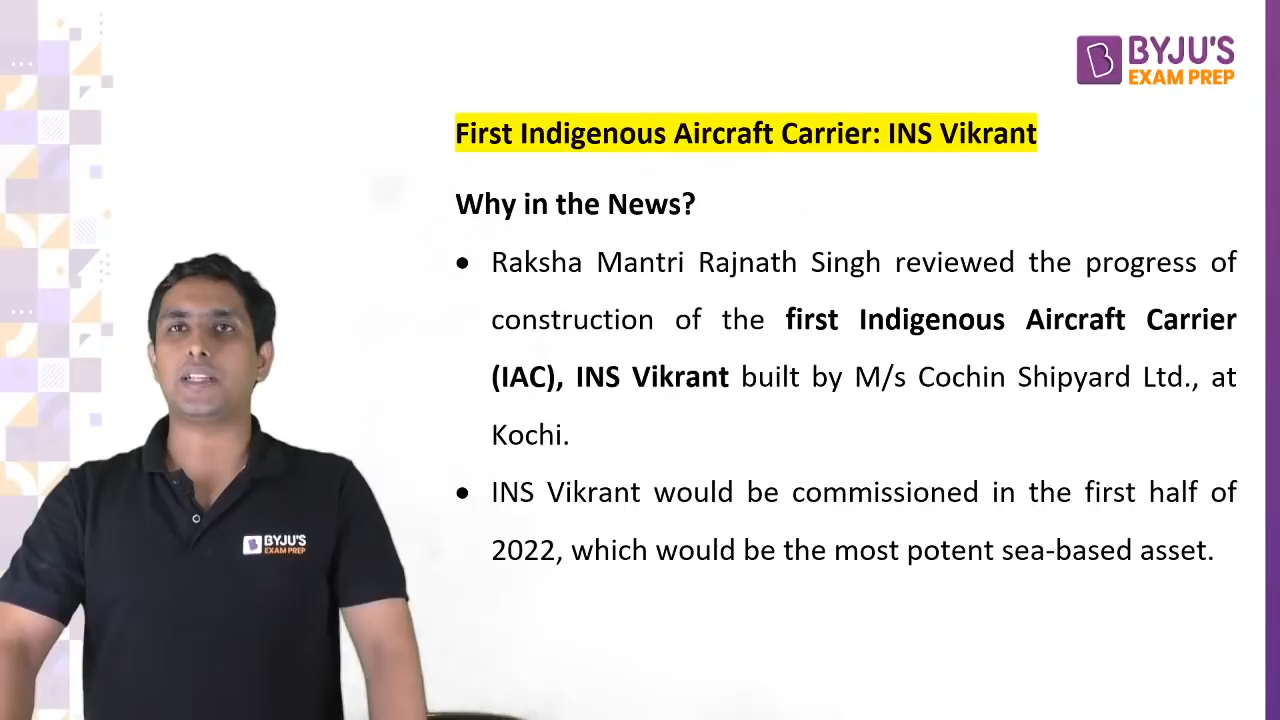 BYJU'S
EXAM PREP
First Indigenous Aircraft Carrier: INS Vikrant
Why in the News?
• Raksha Mantri Rajnath Singh reviewed the progress of
construction of the first Indigenous Aircraft Carrier
(IAC), INS Vikrant built by M/s Cochin Shipyard Ltd., at
Kochi.
• INS Vikrant would be commissioned in the first half of
2022, which would be the most potent sea-based asset.
BYJU'S
EXAM PREP